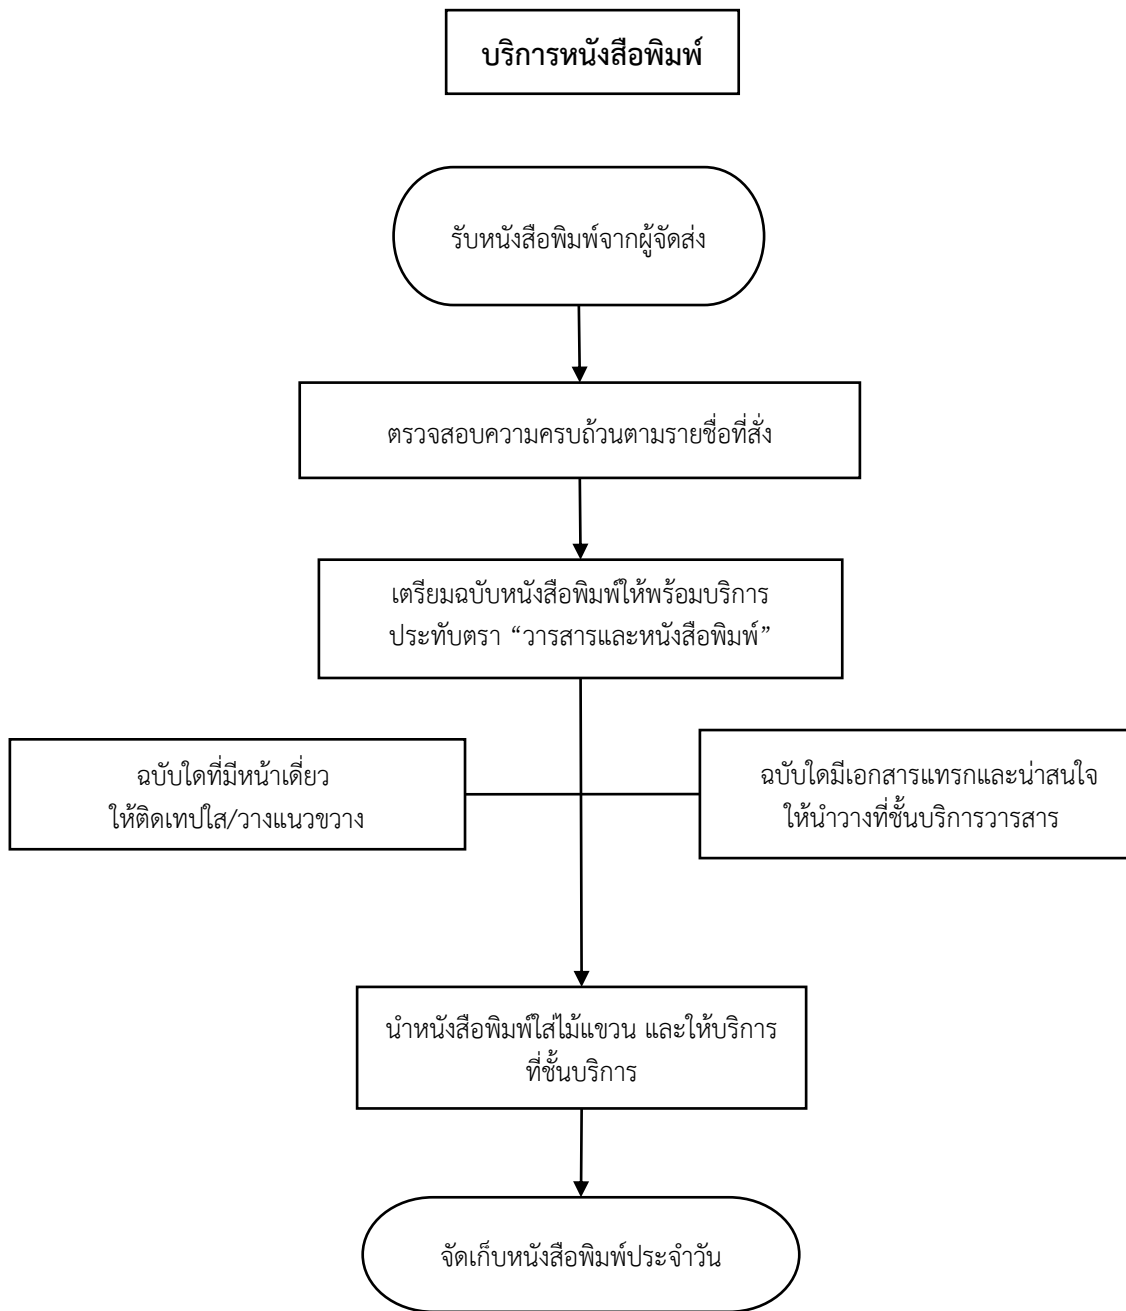 บริการหนังสือพิมพ์
รับหนังสือพิมพ์จากผู้จัดส่ง
ตรวจสอบความครบถ้วนตามรายชื่อที่สั่ง
เตรียมฉบับหนังสือพิมพ์ให้พร้อมบริการ
ประทับตรา “วารสารและหนังสือพิมพ์”
ฉบับใดที่มีหน้าเดี่ยว
ให้ติดเทปใส/วางแนวขวาง
ฉบับใดมีเอกสารแทรกและน่าสนใจ
ให้นำวางที่ชั้นบริการวารสาร
นำหนังสือพิมพ์ใส่ไม้แขวน และให้บริการ
ที่ชั้นบริการ
จัดเก็บหนังสือพิมพ์ประจำวัน